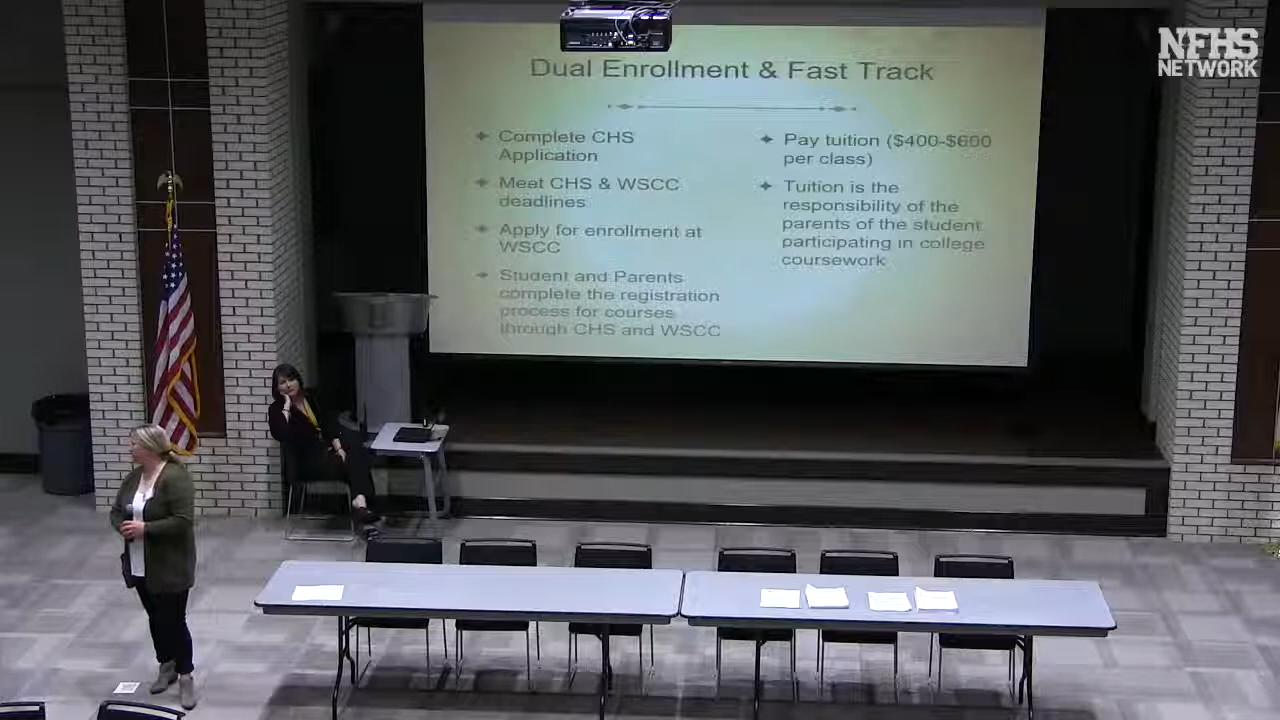 NFHS
NETWORK
Dual Enrollment & Fast Track
Complete CHS
Application
Meet CHS & WSCC
deadlines
Apply for enrollment at
WSCC
Student and Parents
complete the registration
process for courses
through CHS and WSCC
Pay tuition ($400-$600
per class)
Tuition is the
responsibility of the
parents of the student
participating in college
coursework